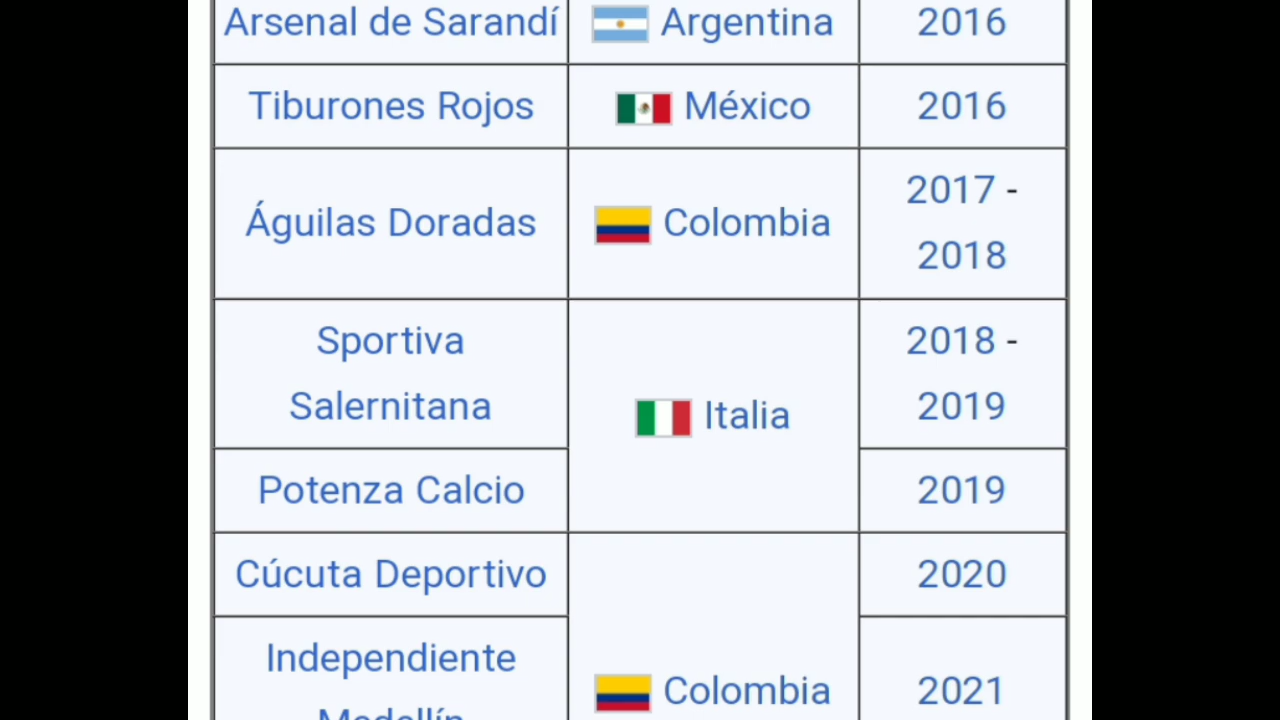 Arsenal de Sarandí Argentina 2016
Tiburones Rojos México 2016
Águilas Doradas Colombia 2017 -
2018
Sportiva
Salernitana
Italia
2018 -
2019
Potenza Calcio 2019
Cúcuta Deportivo 2020
Independiente
Medellín
Colombia
2021